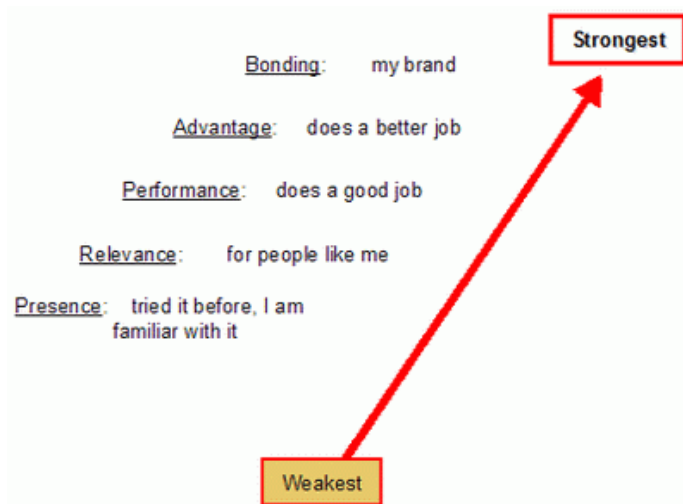 Strongest
Bonding: my brand
Advantage: does a better job
Performance: does a good job
Relevance: for people like me
Presence: tried it before, I am
familiar with it
Weakest